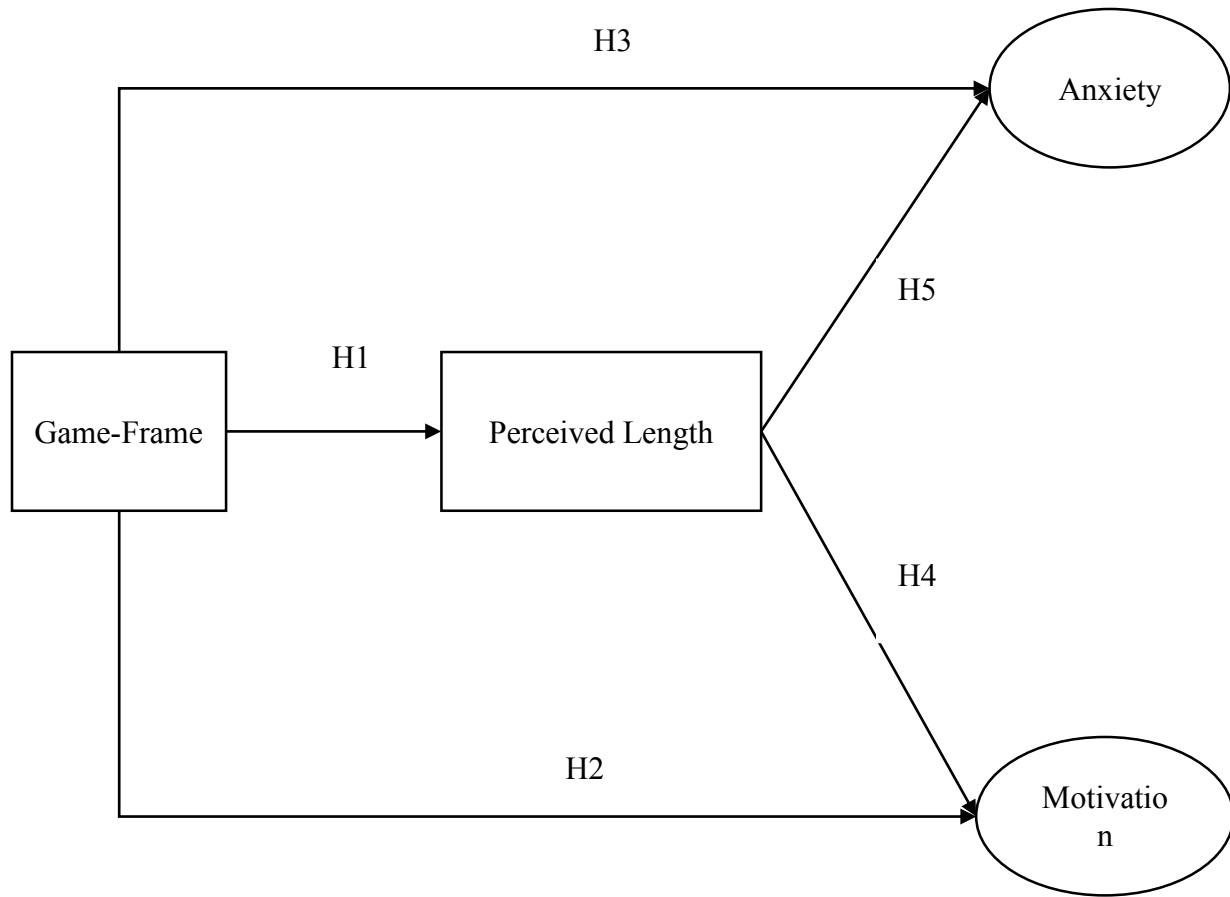 H3
Anxiety
H5
H1
Game-Frame
Perceived Length
H4
H2
Motivatio
n